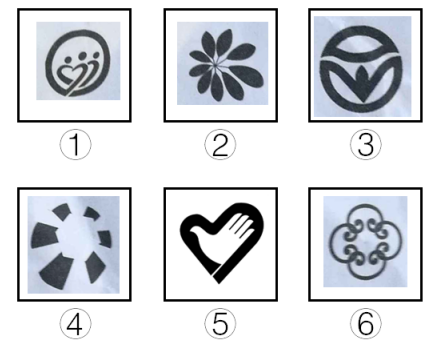 ① ② ③
④ ⑤ ⑥